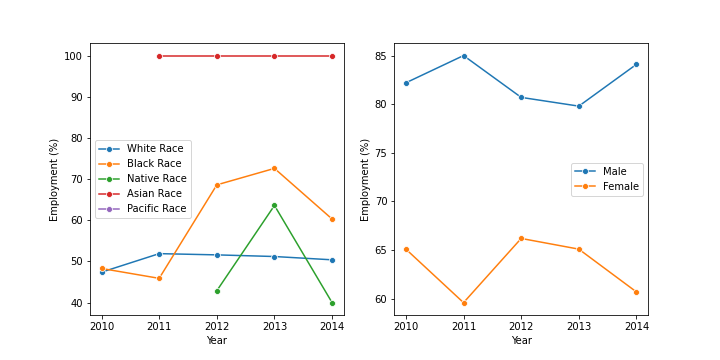 100
90
80
70
60
50
40
Employment (%)
2010 2011 2012 2013 2014
Year
White Race
Black Race
Native Race
Asian Race
Pacific Race
85
80
75
70
65
60
Employment (%)
2010 2011 2012 2013 2014
Year
Male
Female